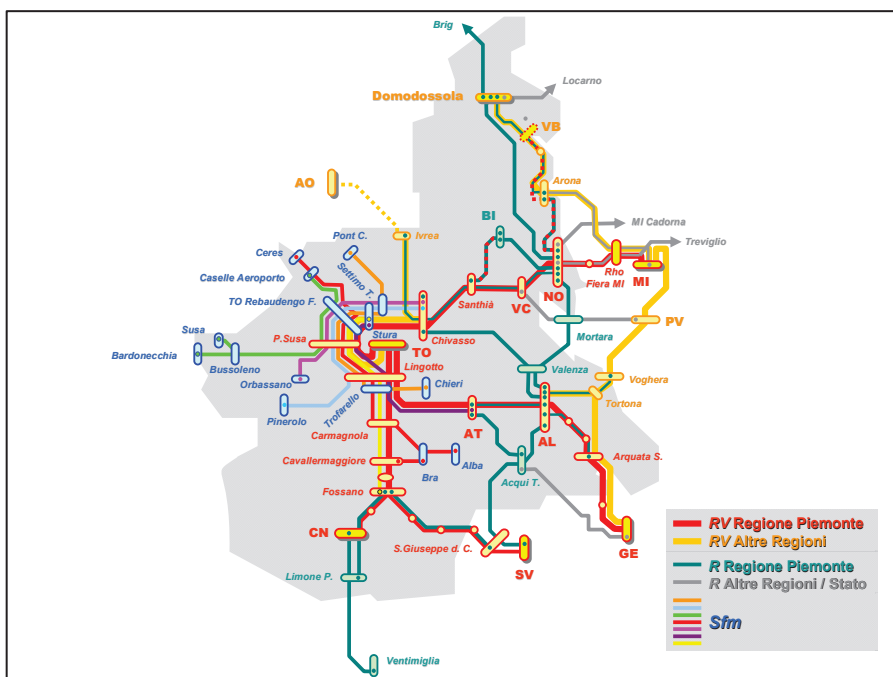 Brig
Locarno
Domodossola
VB
Arona
AO
BI
MI Cadorna
Pont C.
Ivrea
Treviglio
Ceres
Settimo T.
Caselle Aeroporto
Rho
Fiera MI
MI
TO Rebaudengo F.
Santhià
VC
NO
Susa
Stura
P.Susa
TO
Chivasso
Mortara
PV
Bardonecchia
Bussoleno
Lingotto
Valenza
Orbassano
Chieri
Voghera
Trofarello
Tortona
Pinerolo
Carmagnola
AT
AL
Cavallermaggiore
Bra
Alba
Arquata S.
Acqui T.
Fossano
CN
S.Giuseppe d. C.
SV
GE
Limone P.
Ventimiglia
RV Regione Piemonte
RV Altre Regioni
R Regione Piemonte
R Altre Regioni / Stato
Sfm